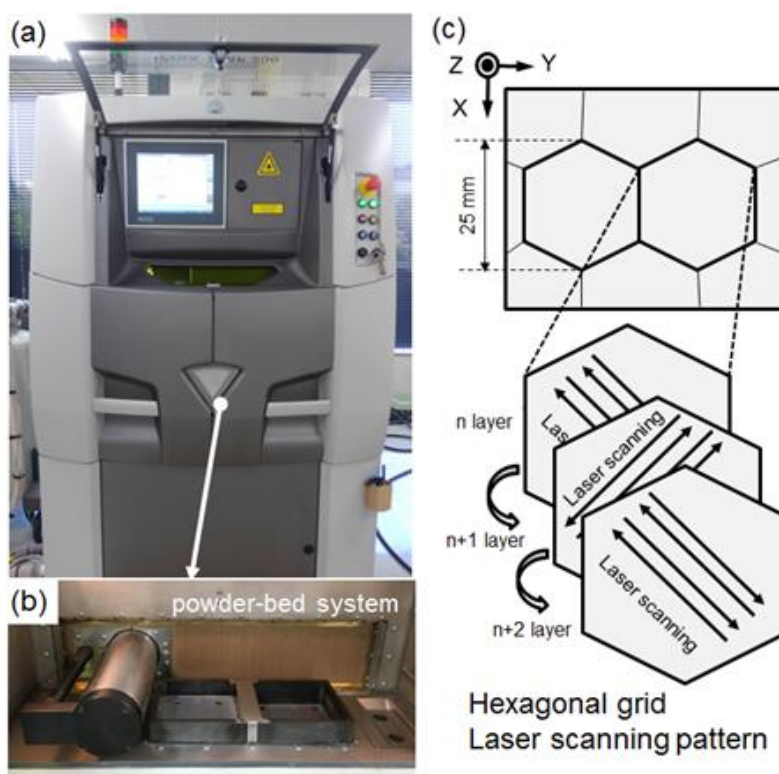 (a)
(b)
powder-bed system
(c)
Z
Y
X
25 mm
n layer
Laser scanning
n+1 layer
Laser scanning
n+2 layer
Hexagonal grid
Laser scanning pattern